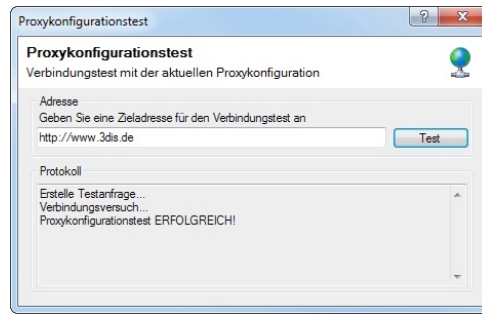 Proxykonfigurationstest
Proxykonfigurationstest
Verbindungstest mit der aktuellen Proxykonfiguration
Adresse
Geben Sie eine Zieladresse für den Verbindungstest an
http://www.3dis.de
Test
Protokoll
Erstelle Testanfrage...
Verbindungsversuch...
Proxykonfigurationstest ERFOLGREICH!